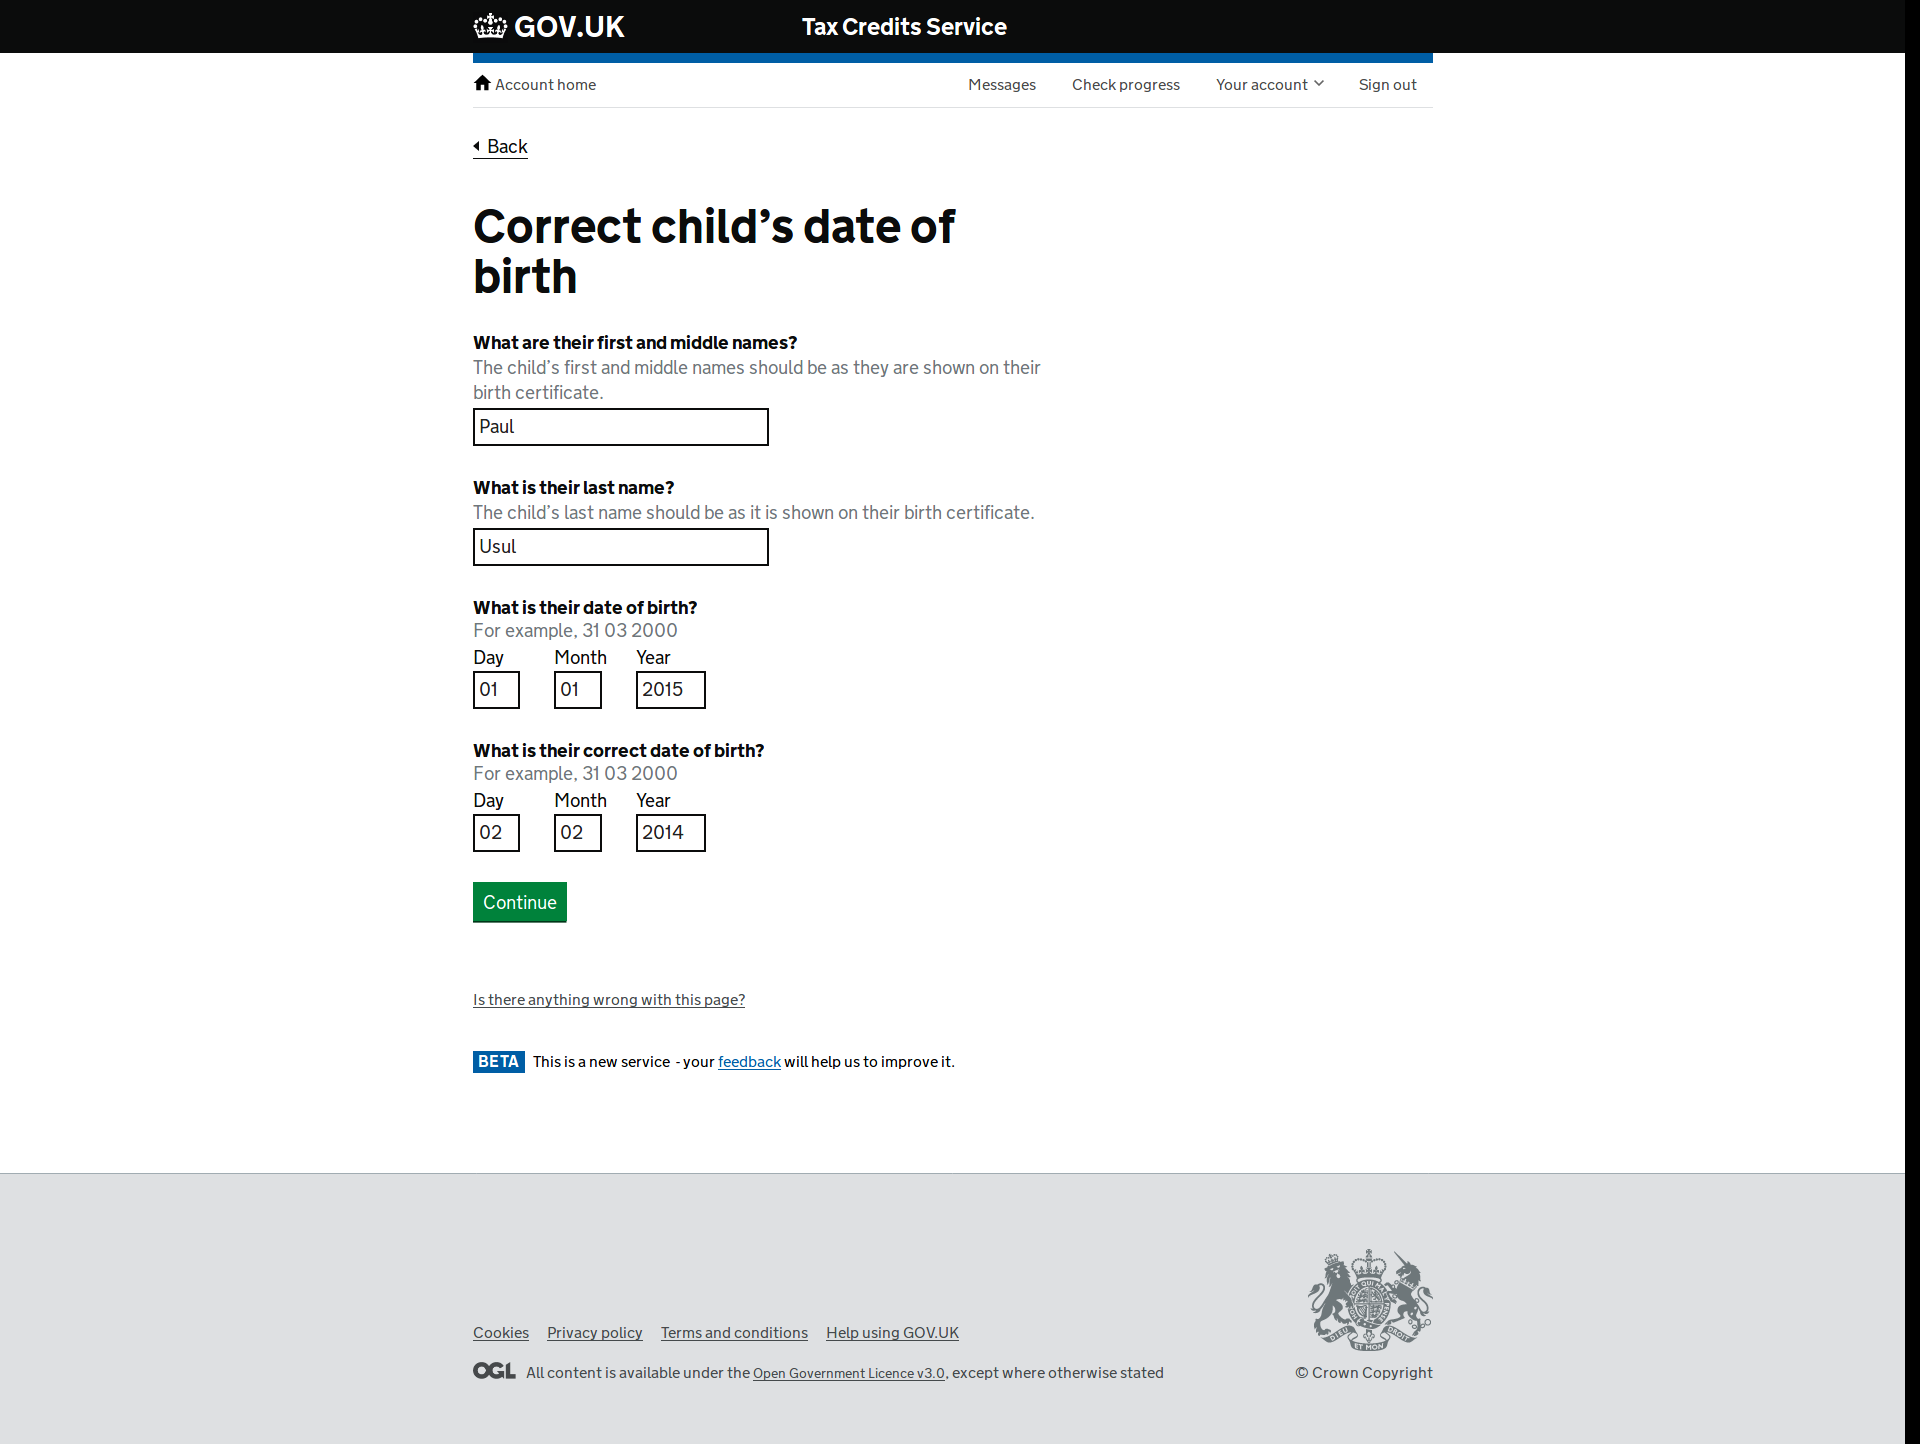 GOV.UK
Tax Credits Service
Account home
Messages
Check progress
Your account
Sign out
Back
Correct child’s date of
birth
What are their first and middle names?
The child’s first and middle names should be as they are shown on their
birth certificate.
Paul
What is their last name?
The child’s last name should be as it is shown on their birth certificate.
Usul
What is their date of birth?
For example, 31 03 2000
Day Month Year
01 01 2015
What is their correct date of birth?
For example, 31 03 2000
Day Month Year
02 02 2014
Continue
Is there anything wrong with this page?
BETA This is a new service - your feedback will help us to improve it.
Cookies Privacy policy Terms and conditions Help using GOV.UK
OGL All content is available under the Open Government Licence v3.0, except where otherwise stated
© Crown Copyright